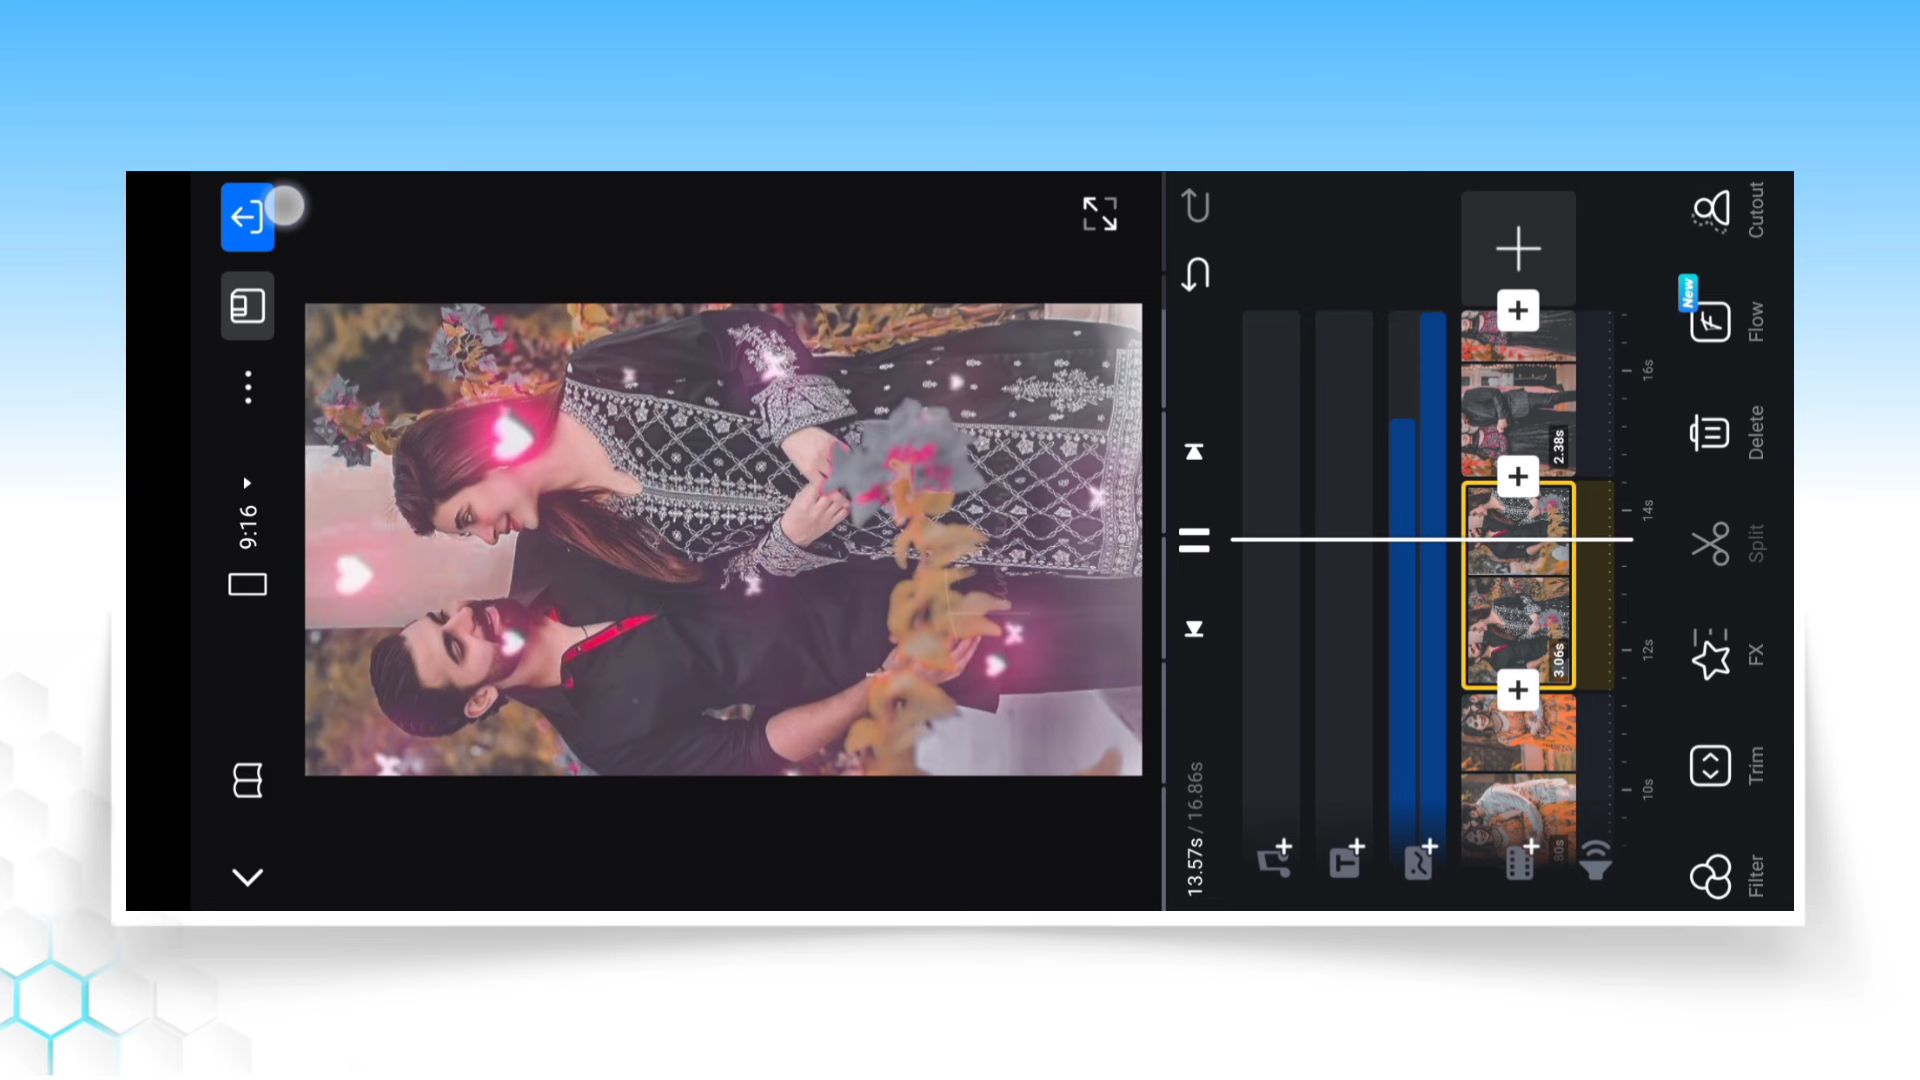 9:16
13.57s / 16.86s
T
2.38s
3.06s
.80s
16s
14s
12s
10s
New
Cutout
Flow
Delete
Split
FX
Trim
Filter